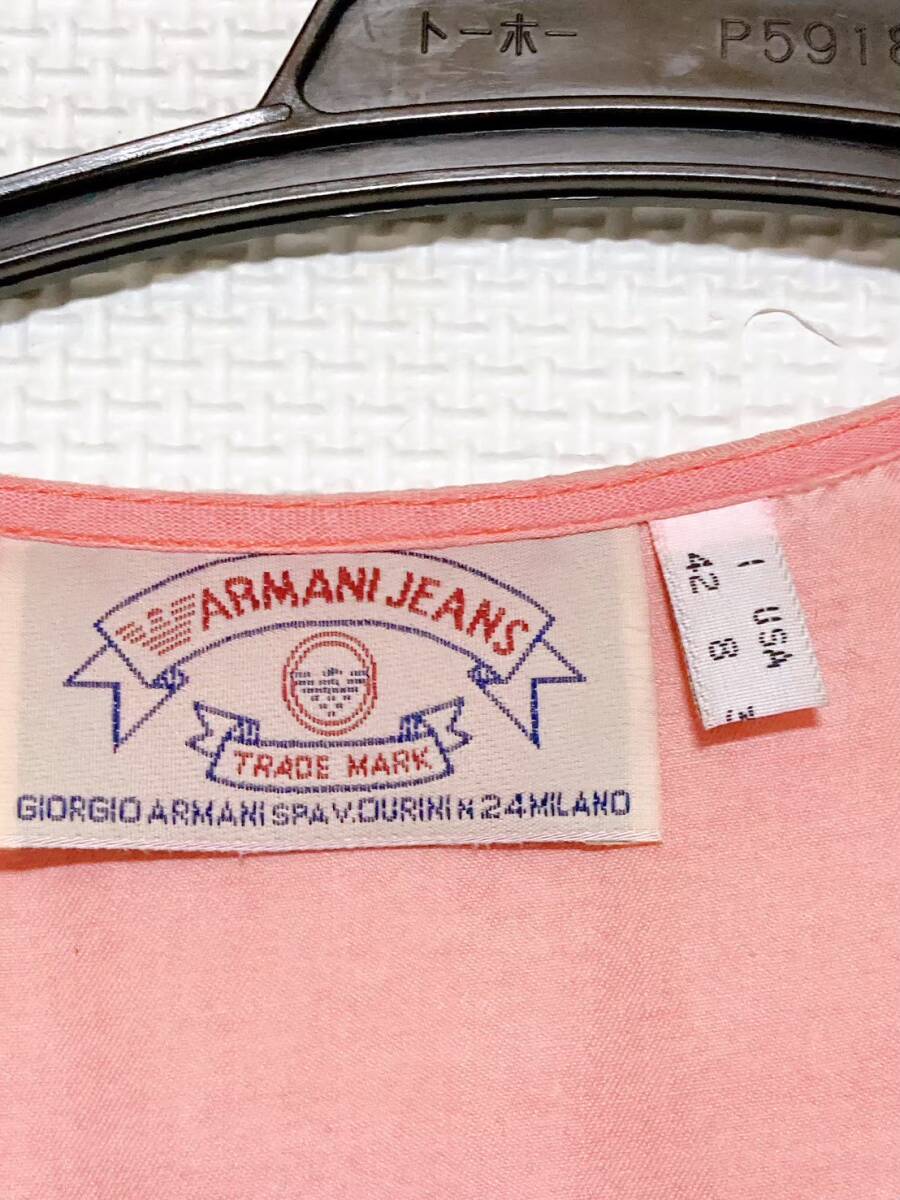 トーホー P5918
ARMANI JEANS
TRADE MARK
GIORGIO ARMANI SPA V. DURINI N 24 MILANO
I USA
42 8